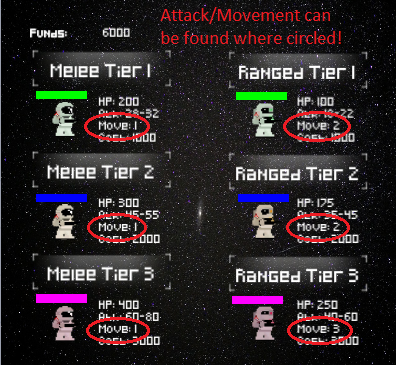 Attack/Movement can
be found where circled!
Funds: 6000
Melee Tier 1
HP: 200
Atk: 28-32
Move: 1
Cost: 1000
Ranged Tier 1
HP: 100
Atk: 18-22
Move: 2
Cost: 1000
Melee Tier 2
HP: 300
Atk: 45-55
Move: 1
Cost: 2000
Ranged Tier 2
HP: 175
Atk: 35-45
Move: 2
Cost: 2000
Melee Tier 3
HP: 400
Atk: 60-80
Move: 1
Cost: 3000
Ranged Tier 3
HP: 250
Atk: 40-60
Move: 3
Cost: 3000